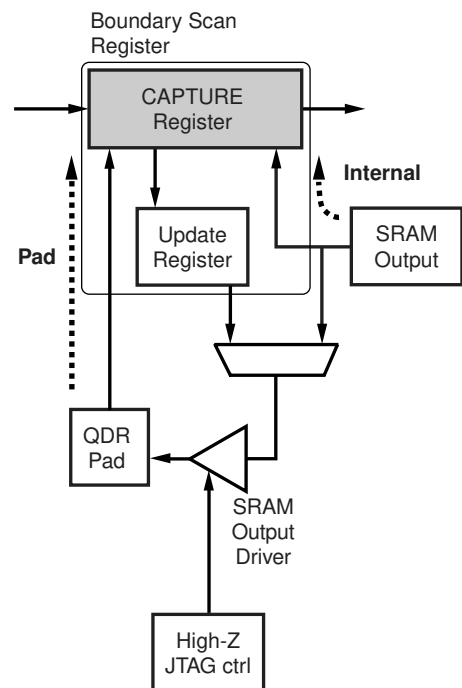 Boundary Scan
Register
CAPTURE
Register
Internal
Update
Register
SRAM
Output
Pad
QDR
Pad
SRAM
Output
Driver
High-Z
JTAG ctrl